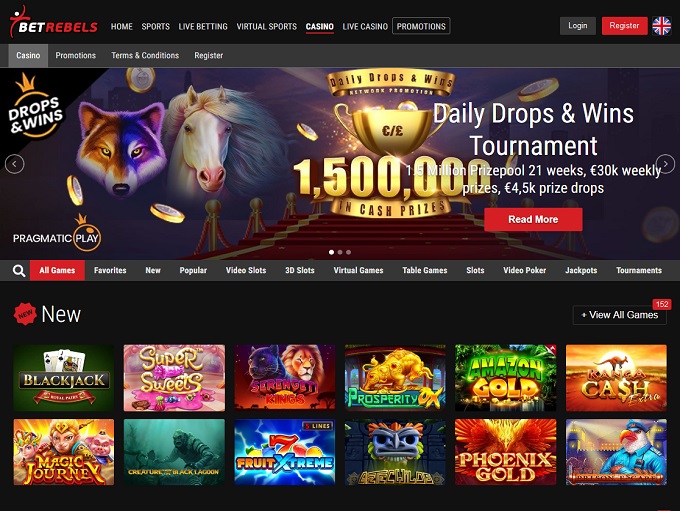 BETREBELS
HOME SPORTS LIVE BETTING VIRTUAL SPORTS CASINO LIVE CASINO PROMOTIONS
Login Register
Casino Promotions Terms & Conditions Register
DROPS
&WINS
Daily Drops & Wins
NETWORK PROMOTION
€/£
1,500,000
IN CASH PRIZES
PRAGMATIC PLAY
Daily Drops & Wins
Tournament
1.5 Million Prizepool 21 weeks, €30k weekly
prizes, €4,5k prize drops
Read More
All Games Favorites New Popular Video Slots 3D Slots Virtual Games Table Games Slots Video Poker Jackpots Tournaments
NEW
New
152
+ View All Games
BLACKJACK
ROYAL PAIRS
SUPER
SWEETS
SERENGETI
KINGS
PROSPERITY OX
AMAZON
GOLD
KANGA
CA$H
Extra
MAGIC
JOURNEY
CREATURE FROM THE BLACK LAGOON
5 LINES
FRUIT XTREME
AZTEC WILDS
PHOENIX
GOLD